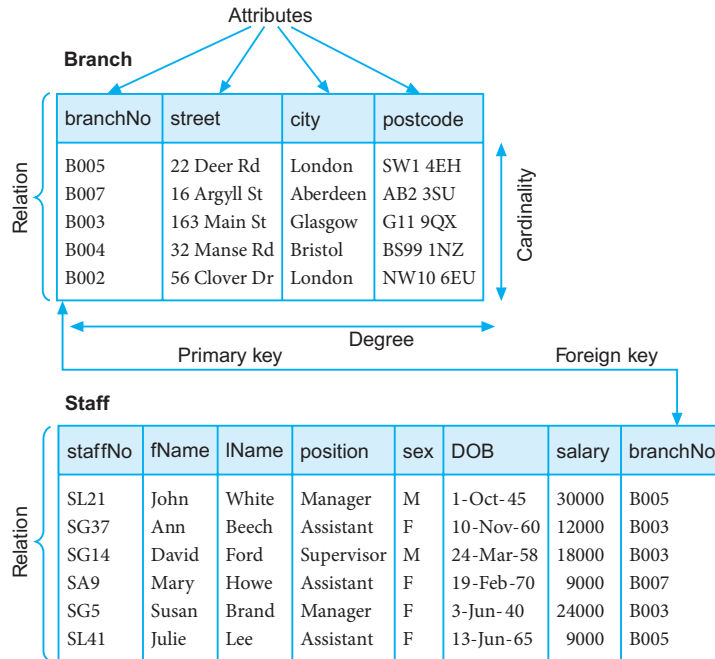 Attributes
Branch
branchNo street city postcode
B005 22 Deer Rd London SW1 4EH
B007 16 Argyll St Aberdeen AB2 3SU
B003 163 Main St Glasgow G11 9QX
B004 32 Manse Rd Bristol BS99 1NZ
B002 56 Clover Dr London NW10 6EU
Relation
Cardinality
Degree
Primary key Foreign key
Staff
staffNo fName lName position sex DOB salary branchNo
SL21 John White Manager M 1-Oct-45 30000 B005
SG37 Ann Beech Assistant F 10-Nov-60 12000 B003
SG14 David Ford Supervisor M 24-Mar-58 18000 B003
SA9 Mary Howe Assistant F 19-Feb-70 9000 B007
SG5 Susan Brand Manager F 3-Jun-40 24000 B003
SL41 Julie Lee Assistant F 13-Jun-65 9000 B005
Relation